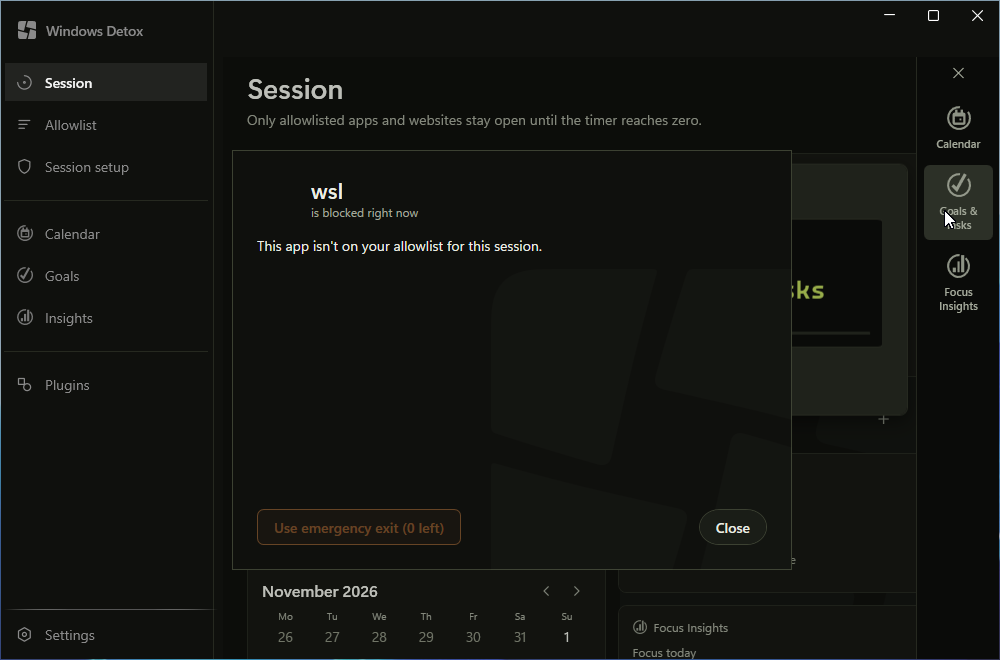 Windows Detox
Session
Allowlist
Session setup
Calendar
Goals
Insights
Plugins
Settings
Session
Only allowlisted apps and websites stay open until the timer reaches zero.
wsl
is blocked right now
This app isn't on your allowlist for this session.
Use emergency exit (0 left)
Close
November 2026
Mo Tu We Th Fr Sa Su
26 27 28 29 30 31 1
Focus Insights
Focus today
Calendar
Goals &
Focus
Insights